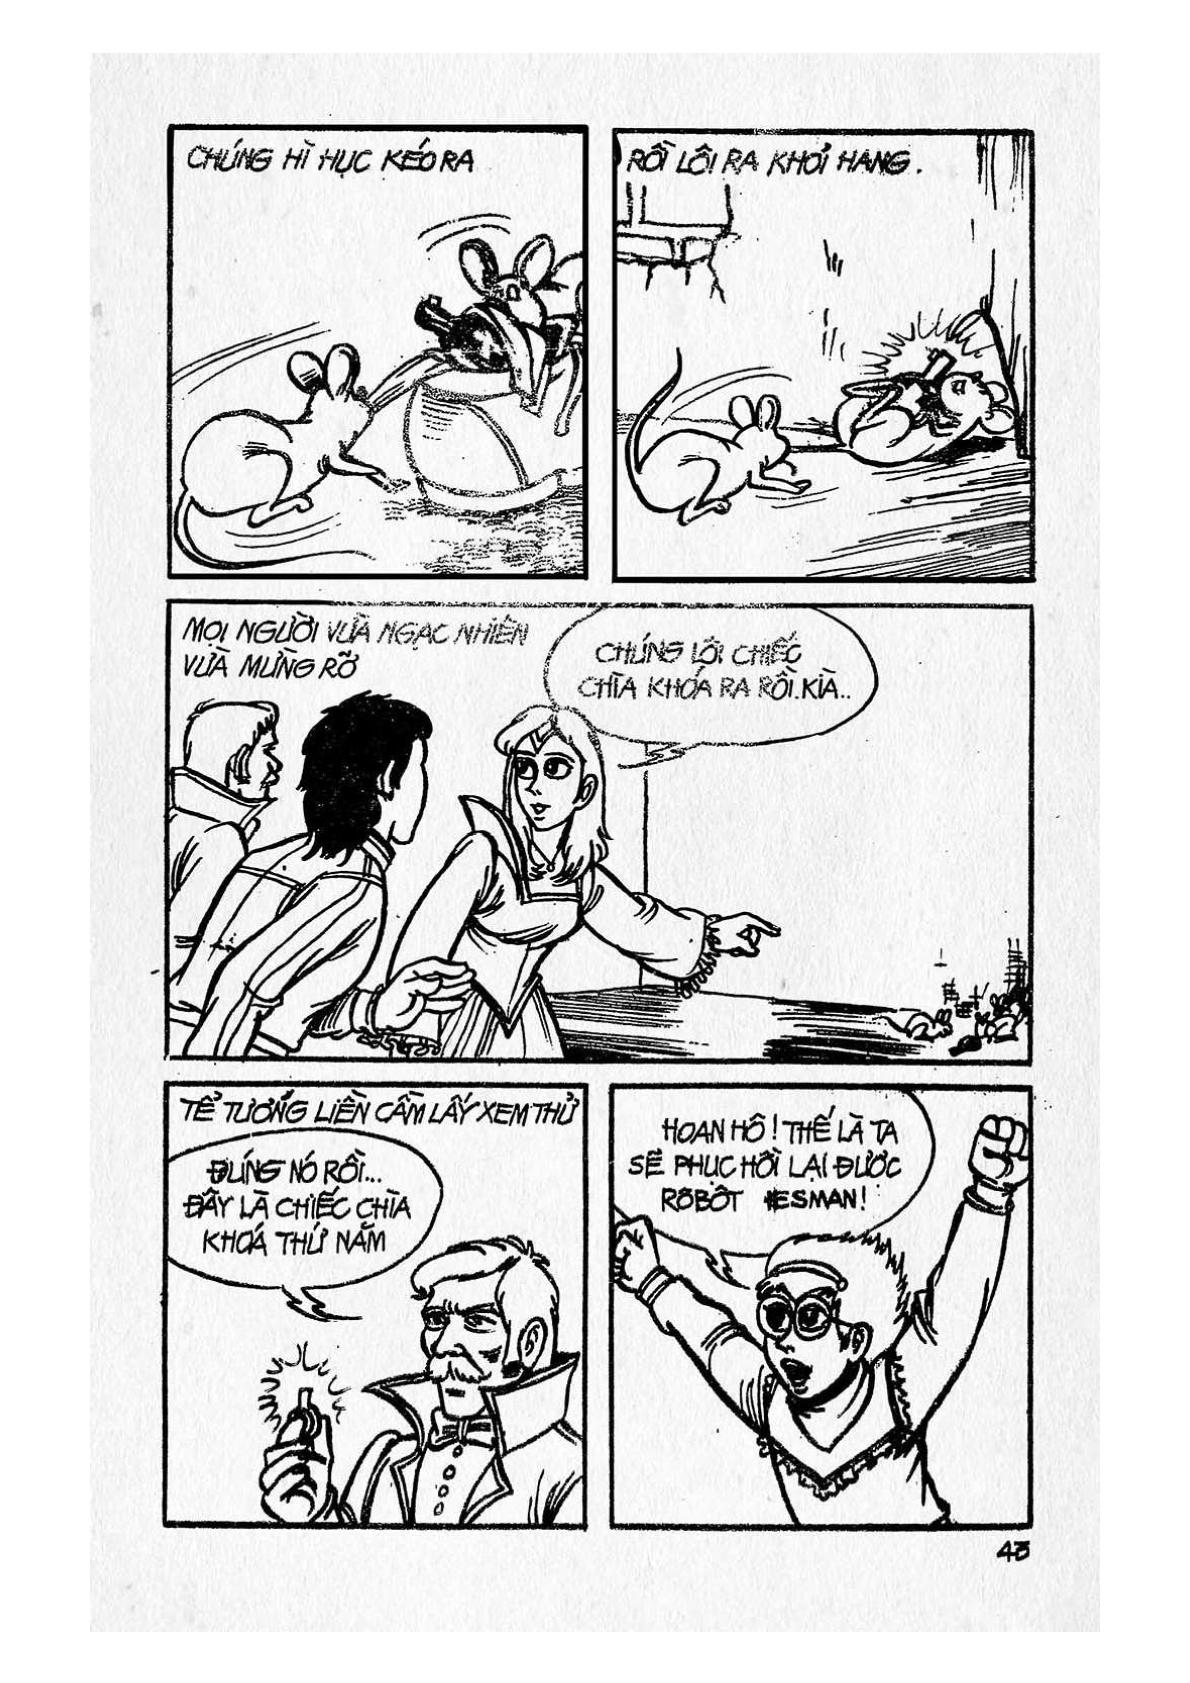 CHÚNG HÌ HỤC KÉO RA
RỒI LÔI RA KHỎI HANG.
MỌI NGƯỜI VỪA NGẠC NHIÊN
VỪA MỪNG RỠ
CHÚNG LÔI CHIẾC
CHÌA KHOÁ RA RỒI.KÌA..
TỂ TƯỚNG LIỀN CẦM LẤY XEM THỬ
ĐÚNG NÓ RỒI...
ĐÂY LÀ CHIẾC CHÌA
KHOÁ THỨ NĂM
HOAN HÔ! THẾ LÀ TA
SẼ PHỤC HỒI LẠI ĐƯỢC
RÔBÔT HESMAN!
43